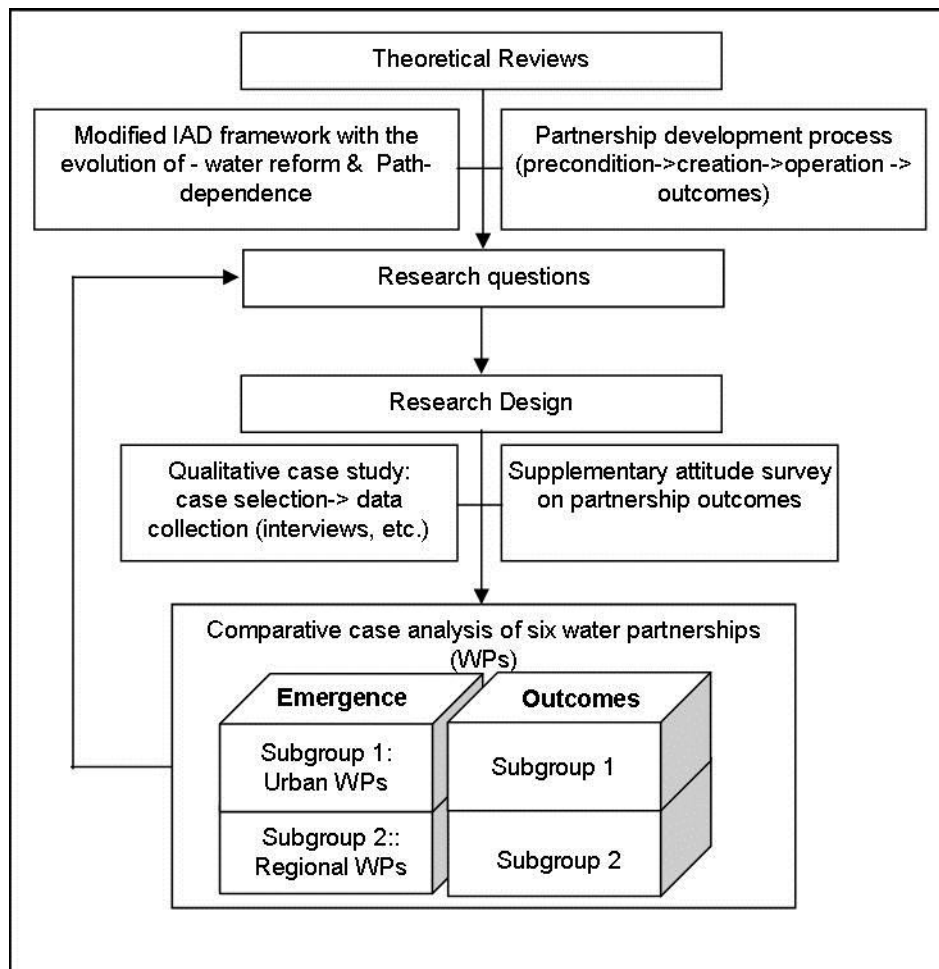 Theoretical Reviews
Modified IAD framework with the
evolution of - water reform & Path-
dependence
Partnership development process
(precondition->creation->operation ->
outcomes)
Research questions
Research Design
Qualitative case study:
case selection-> data
collection (interviews, etc.)
Supplementary attitude survey
on partnership outcomes
Comparative case analysis of six water partnerships
(WPs)
Emergence
Subgroup 1:
Urban WPs
Subgroup 2::
Regional WPs
Outcomes
Subgroup 1
Subgroup 2